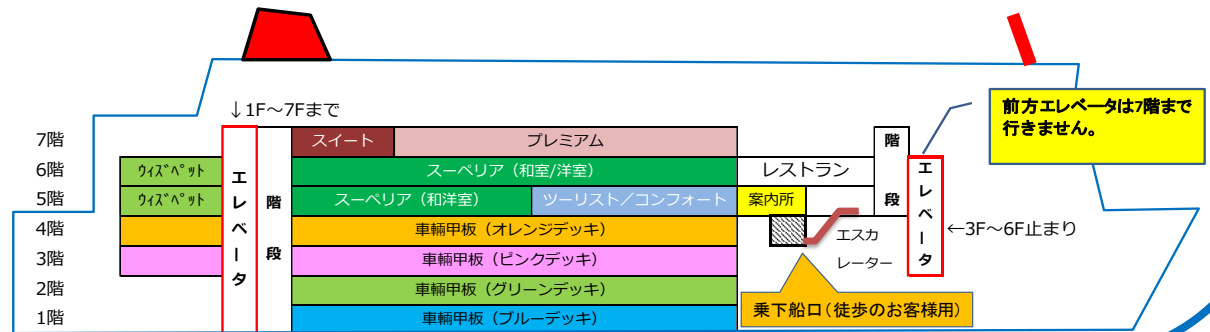 ↓1F～7Fまで
前方エレベータは7階まで
行きません。
7階
スイート
プレミアム
階
段
6階
ｳｨｽﾞﾍﾟｯﾄ
エレベータ
階段
スーペリア（和室/洋室）
レストラン
エレベータ
5階
ｳｨｽﾞﾍﾟｯﾄ
スーペリア（和洋室）
ツーリスト／コンフォート
案内所
4階
車輌甲板（オレンジデッキ）
エスカ
レーター
←3F～6F止まり
3階
車輌甲板（ピンクデッキ）
2階
車輌甲板（グリーンデッキ）
乗下船口（徒歩のお客様用）
1階
車輌甲板（ブルーデッキ）